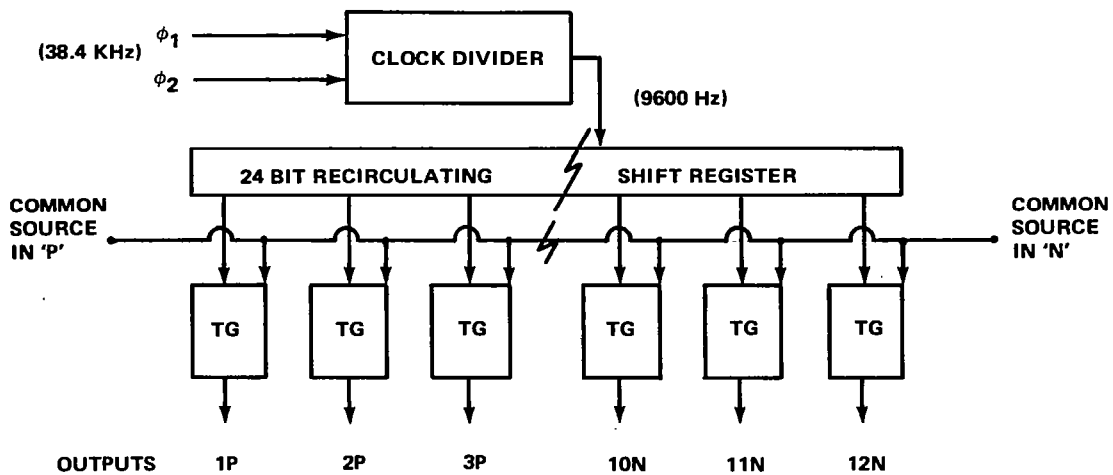 (38.4 KHz)
ϕ1
ϕ2
CLOCK DIVIDER
(9600 Hz)
24 BIT RECIRCULATING SHIFT REGISTER
COMMON
SOURCE
IN 'P'
COMMON
SOURCE
IN 'N'
TG TG TG TG TG TG
OUTPUTS 1P 2P 3P 10N 11N 12N